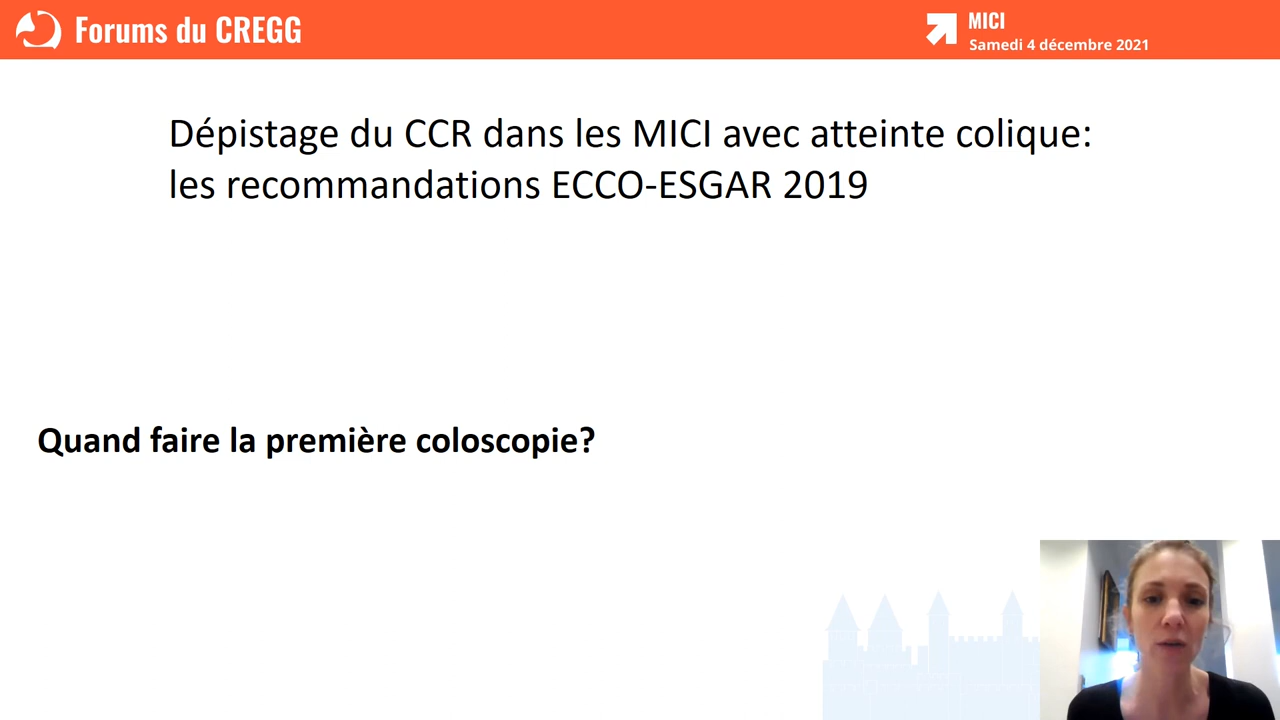 Forums du CREGG
MICI
Samedi 4 décembre 2021
Dépistage du CCR dans les MICI avec atteinte colique:
les recommandations ECCO-ESGAR 2019
Quand faire la première coloscopie?